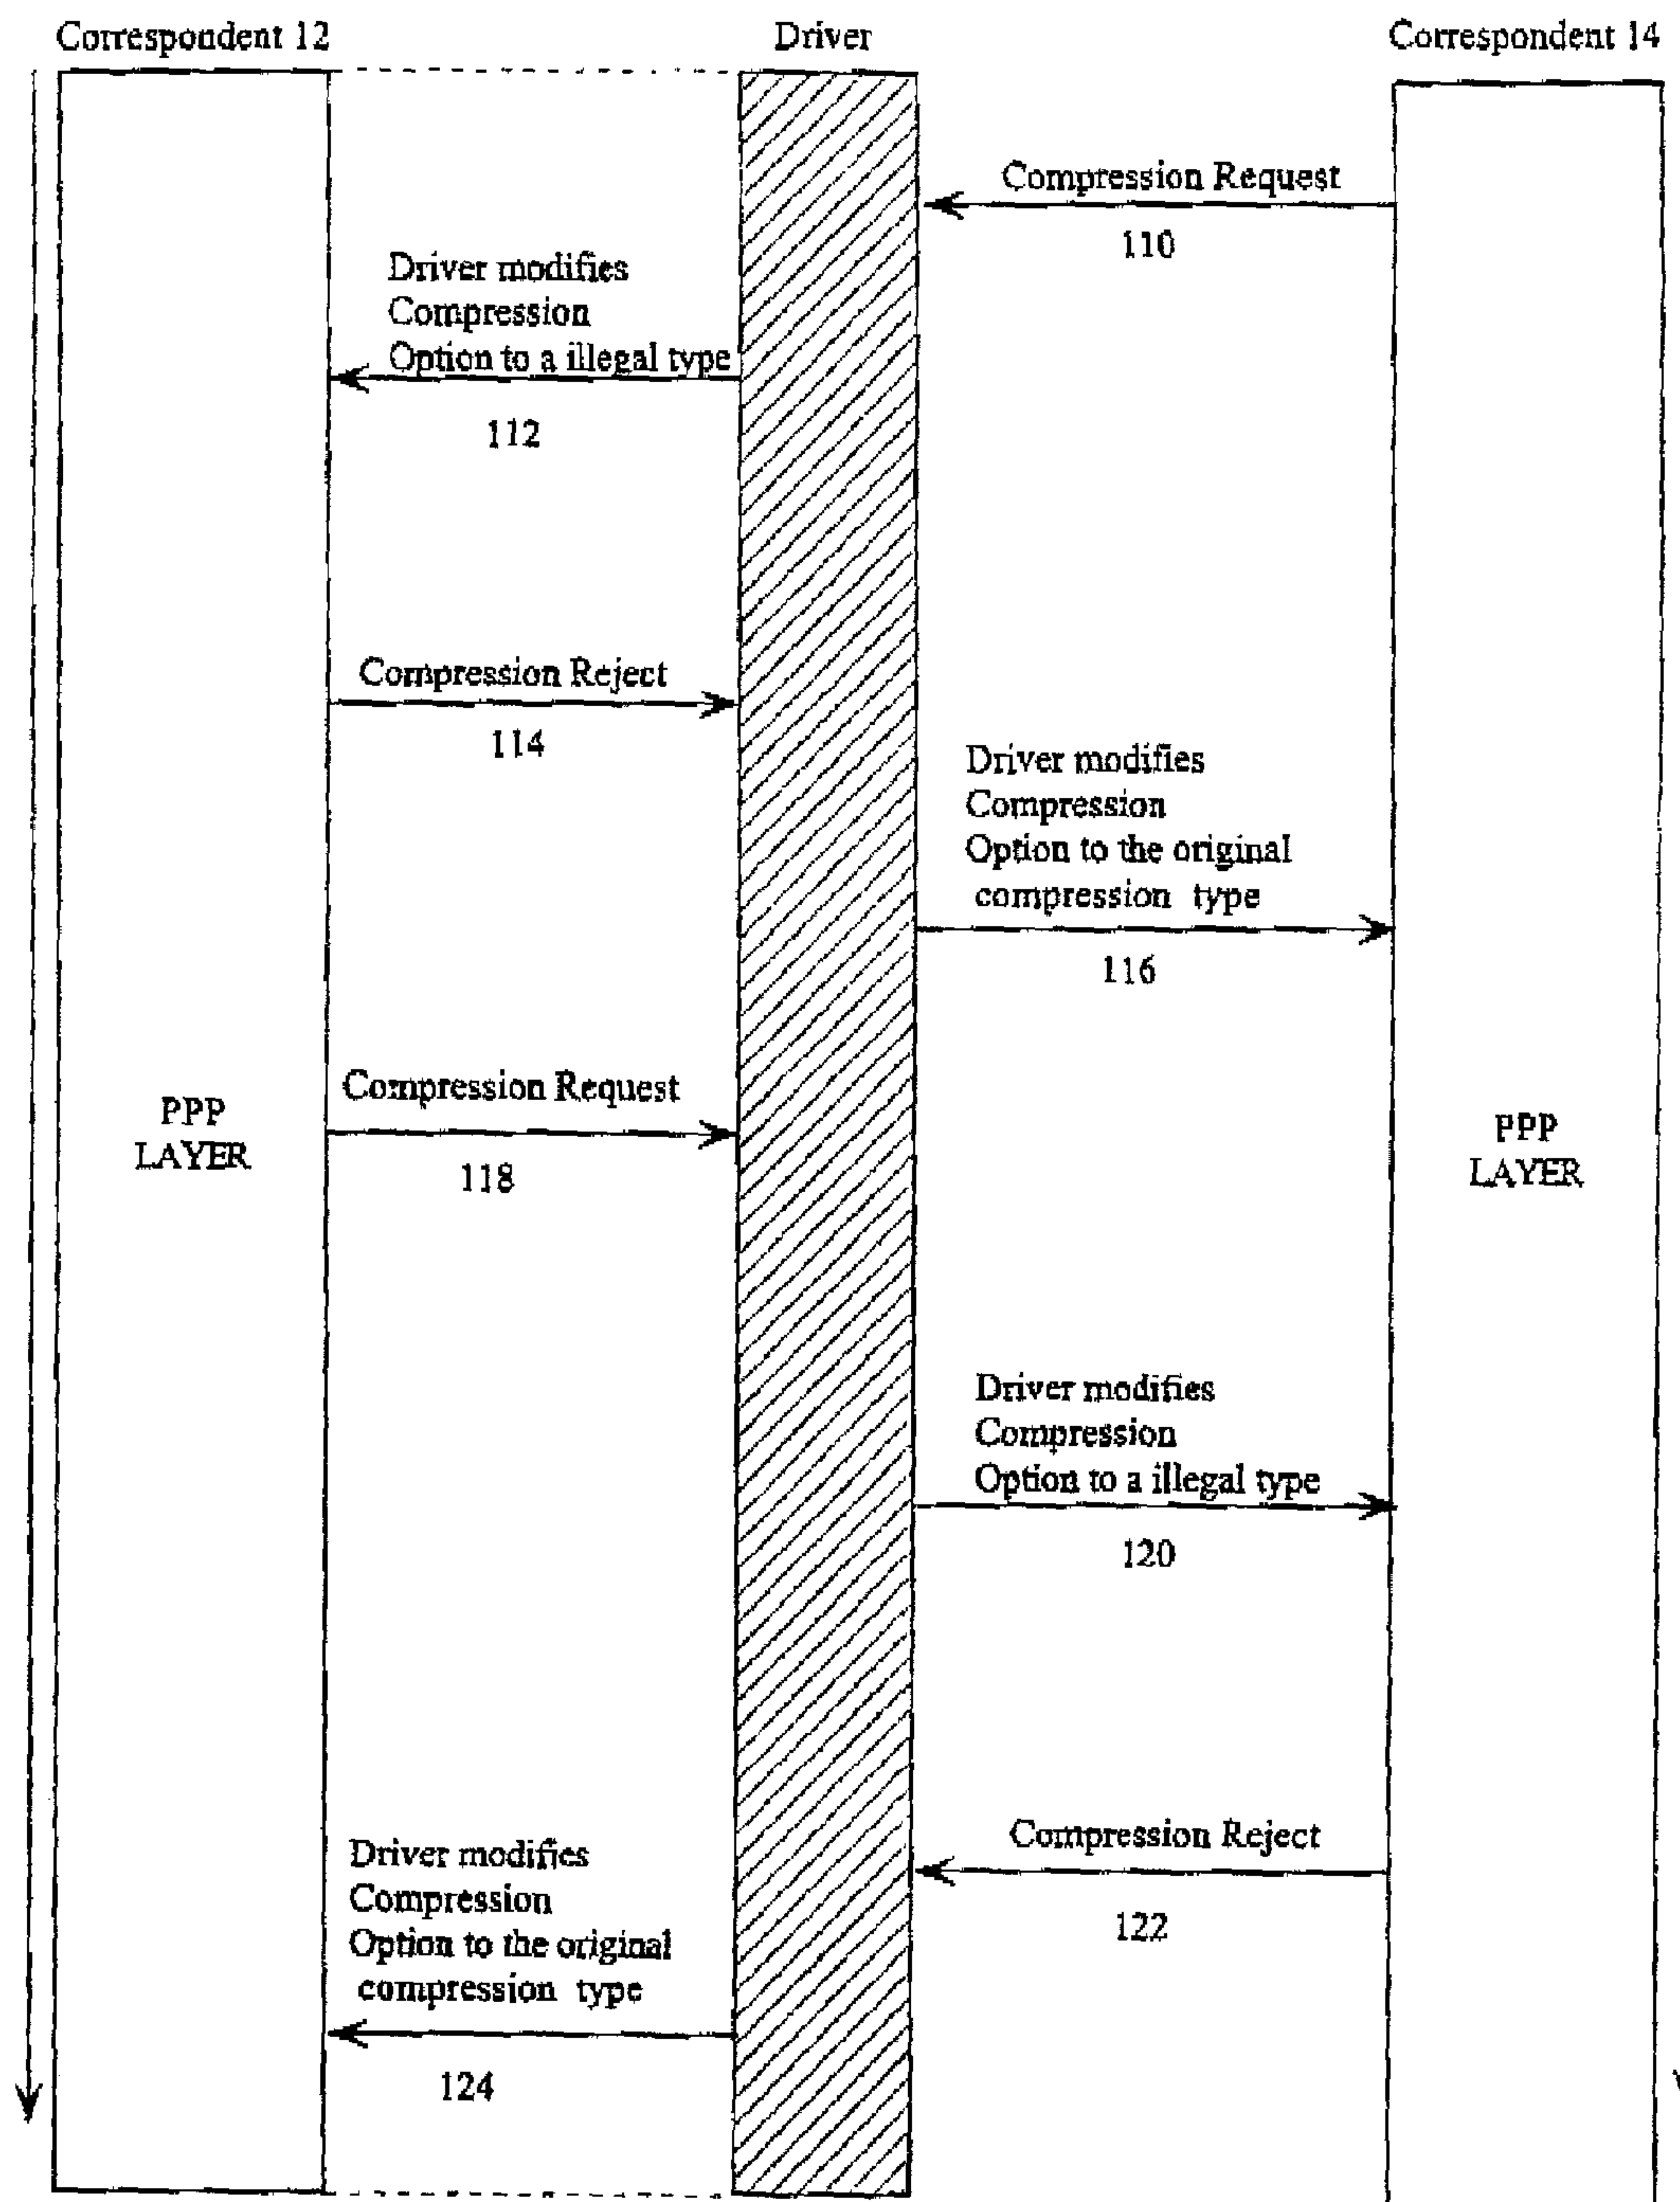 Correspondent 12
Driver
Correspondent 14
Compression Request
110
Driver modifies
Compression
Option to a illegal type
112
Compression Reject
114
Driver modifies
Compression
Option to the original
compression type
116
Compression Request
118
PPP
LAYER
PPP
LAYER
Driver modifies
Compression
Option to a illegal type
120
Compression Reject
122
Driver modifies
Compression
Option to the original
compression type
124